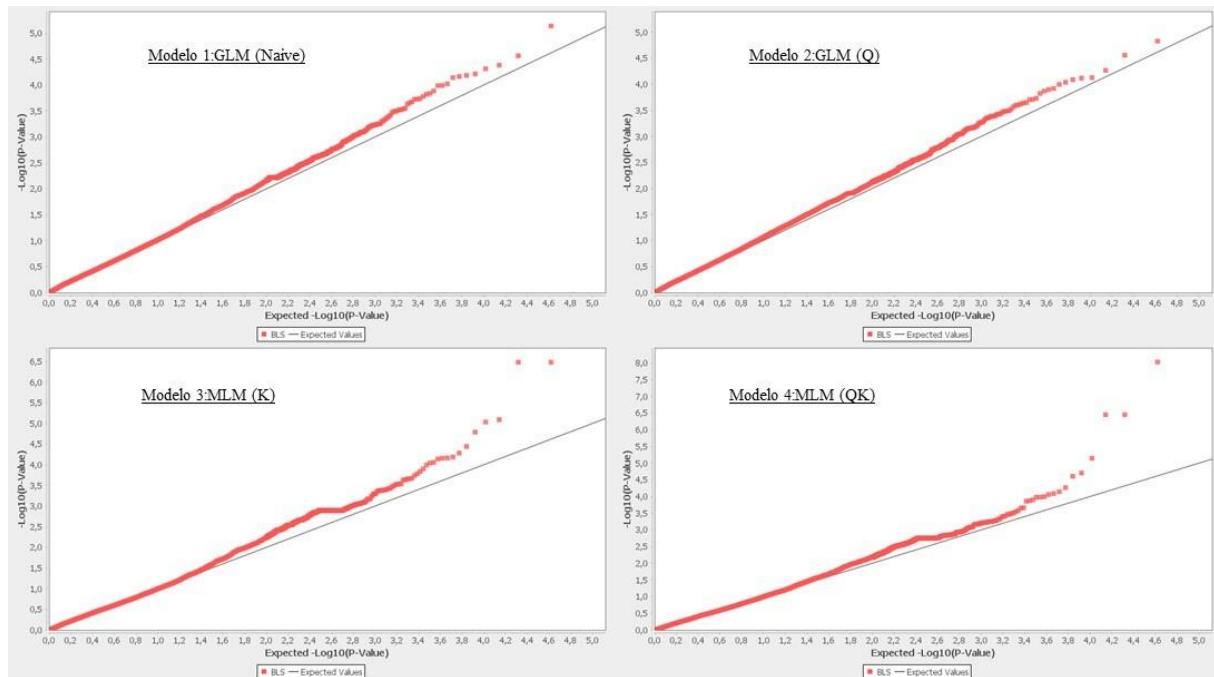 Modelo 1:GLM (Naive)
-Log10(P-Value)
5,0
4,5
4,0
3,5
3,0
2,5
2,0
1,5
1,0
0,5
0,0
0,0 0,2 0,4 0,6 0,8 1,0 1,2 1,4 1,6 1,8 2,0 2,2 2,4 2,6 2,8 3,0 3,2 3,4 3,6 3,8 4,0 4,2 4,4 4,6 4,8 5,0
Expected -Log10(P-Value)
BLS Expected Values
Modelo 2:GLM (Q)
-Log10(P-Value)
5,0
4,5
4,0
3,5
3,0
2,5
2,0
1,5
1,0
0,5
0,0
0,0 0,2 0,4 0,6 0,8 1,0 1,2 1,4 1,6 1,8 2,0 2,2 2,4 2,6 2,8 3,0 3,2 3,4 3,6 3,8 4,0 4,2 4,4 4,6 4,8 5,0
Expected -Log10(P-Value)
BLS Expected Values
Modelo 3:MLM (K)
-Log10(P-Value)
6,5
6,0
5,5
5,0
4,5
4,0
3,5
3,0
2,5
2,0
1,5
1,0
0,5
0,0
0,0 0,2 0,4 0,6 0,8 1,0 1,2 1,4 1,6 1,8 2,0 2,2 2,4 2,6 2,8 3,0 3,2 3,4 3,6 3,8 4,0 4,2 4,4 4,6 4,8 5,0
Expected -Log10(P-Value)
BLS Expected Values
Modelo 4:MLM (QK)
-Log10(P-Value)
8,0
7,5
7,0
6,5
6,0
5,5
5,0
4,5
4,0
3,5
3,0
2,5
2,0
1,5
1,0
0,5
0,0
0,0 0,2 0,4 0,6 0,8 1,0 1,2 1,4 1,6 1,8 2,0 2,2 2,4 2,6 2,8 3,0 3,2 3,4 3,6 3,8 4,0 4,2 4,4 4,6 4,8 5,0
Expected -Log10(P-Value)
BLS Expected Values